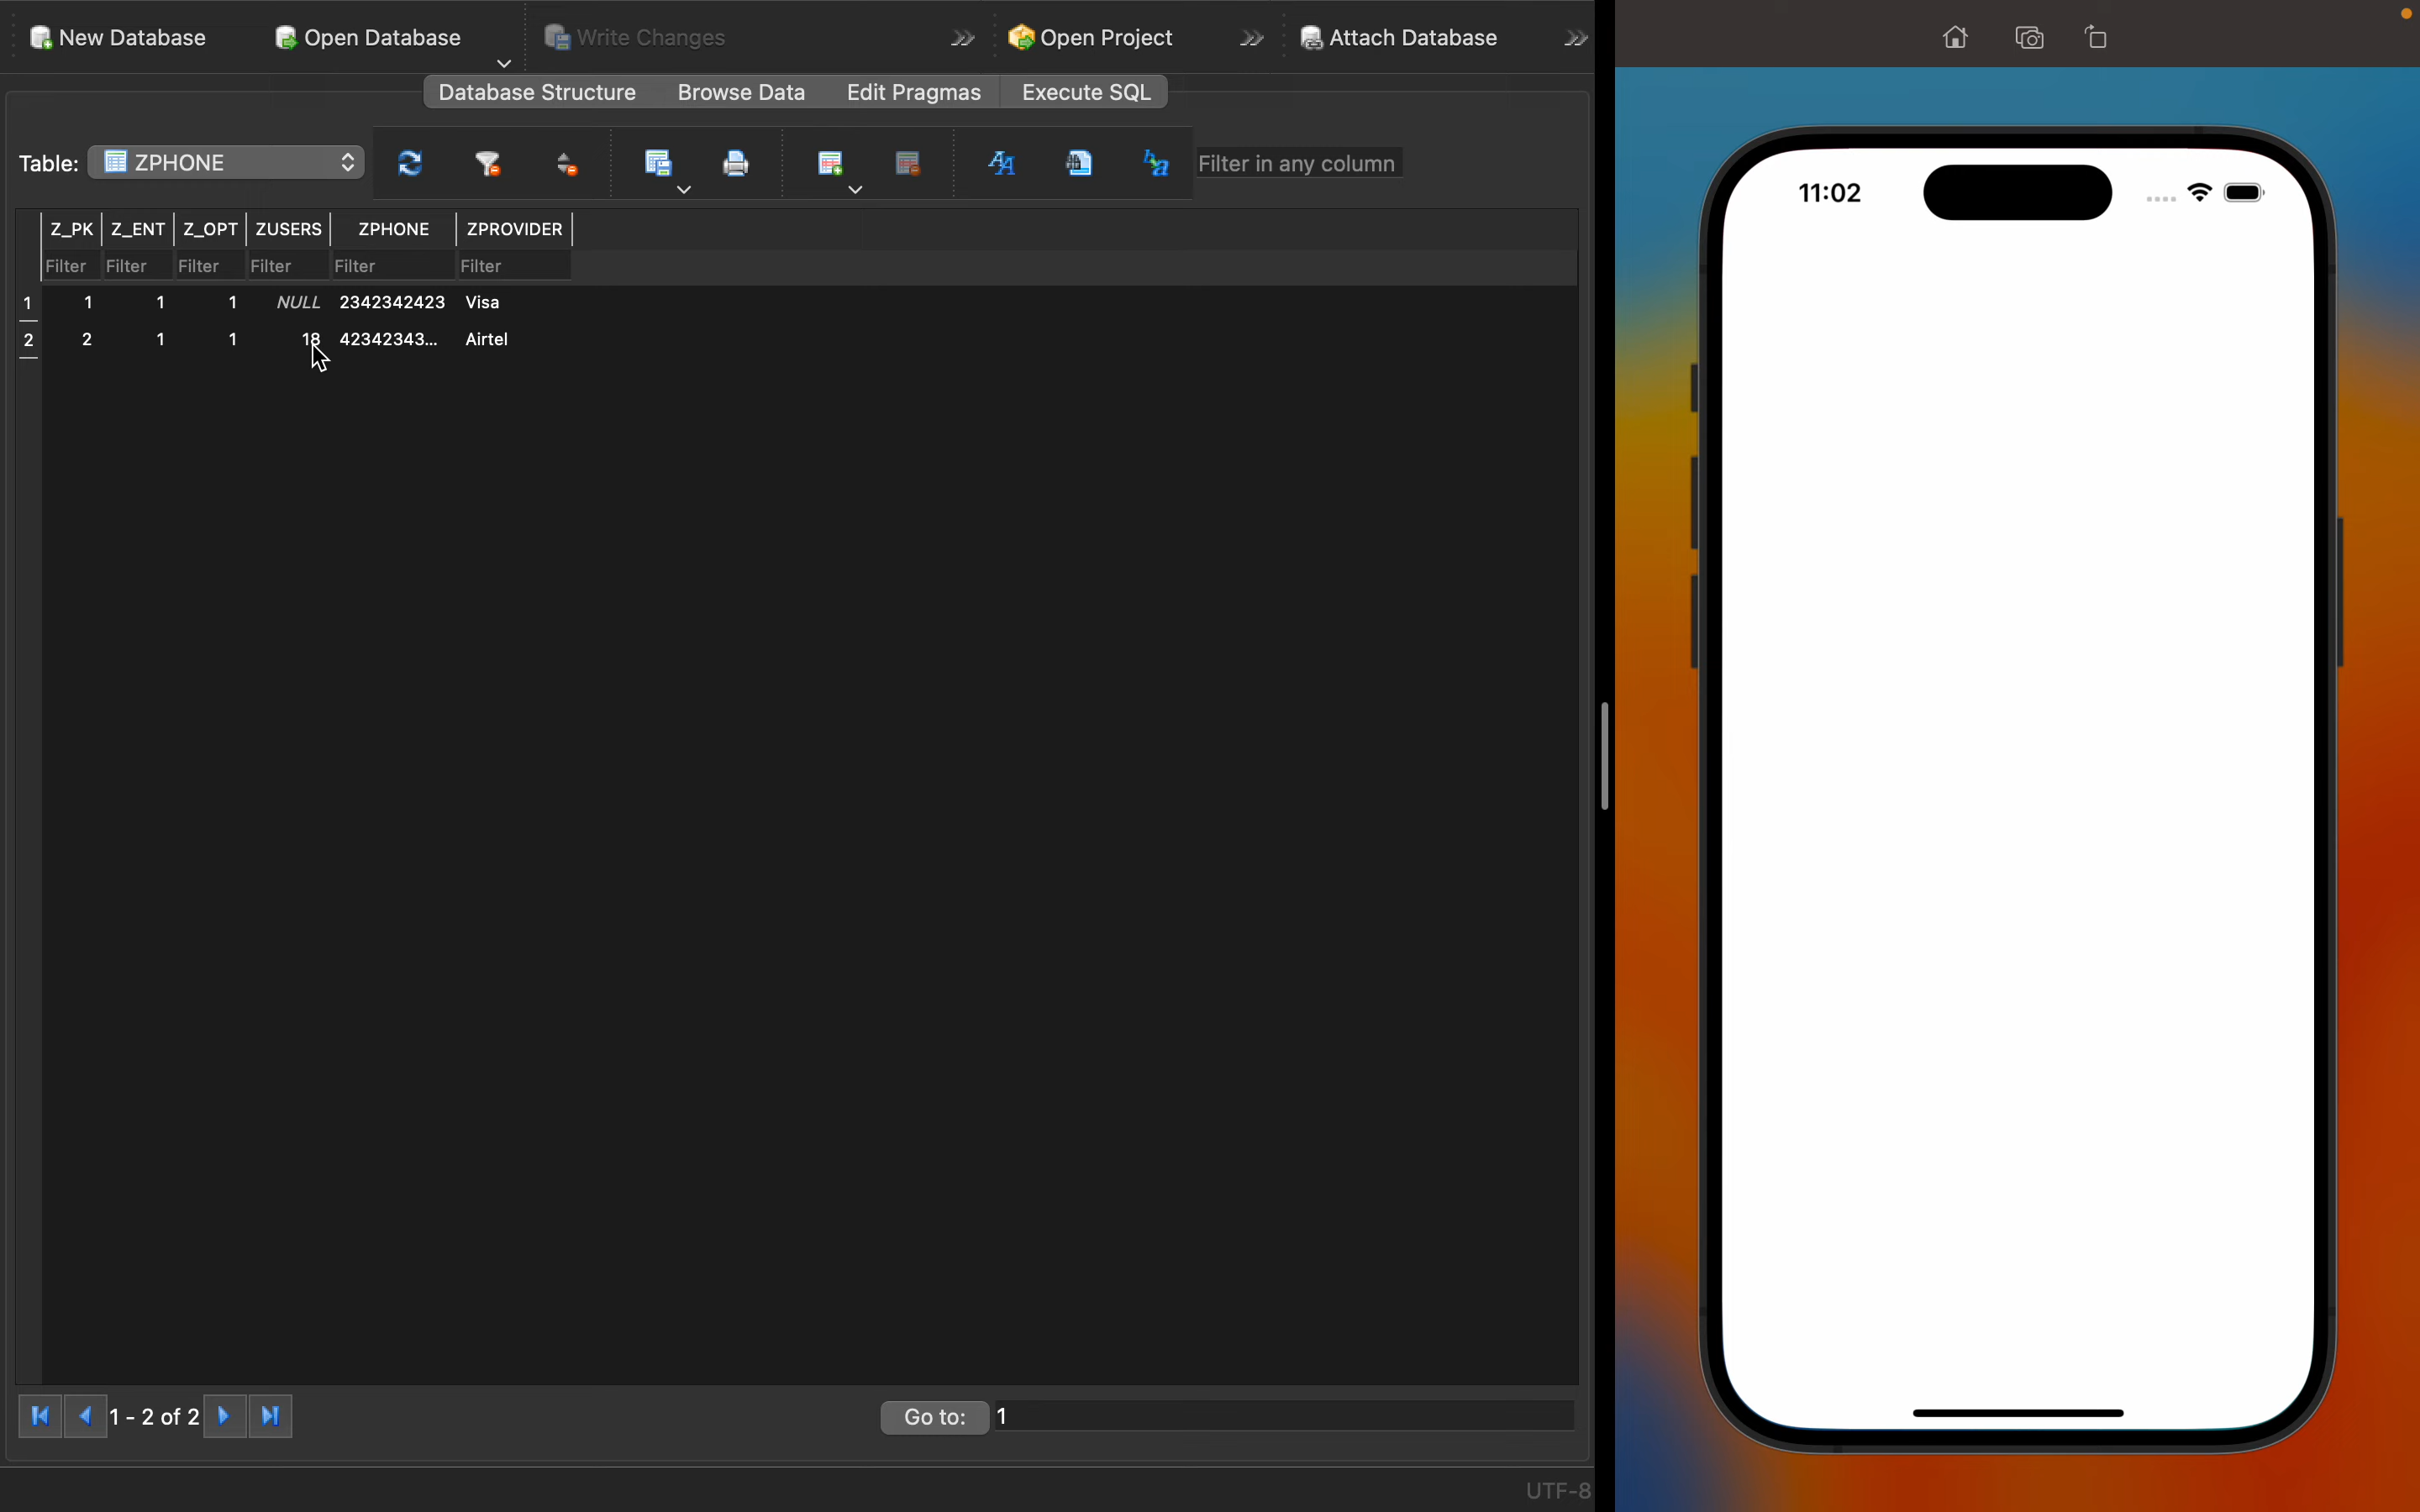 New Database Open Database Write Changes Open Project Attach Database
Database Structure Browse Data Edit Pragmas Execute SQL
Table: ZPHONE Filter in any column
Z_PK Z_ENT Z_OPT ZUSERS ZPHONE ZPROVIDER
Filter Filter Filter Filter Filter Filter
1 1 1 1 NULL 2342342423 Visa
2 2 1 1 18 42342343... Airtel
1 - 2 of 2 Go to: 1
UTF-8
11:02